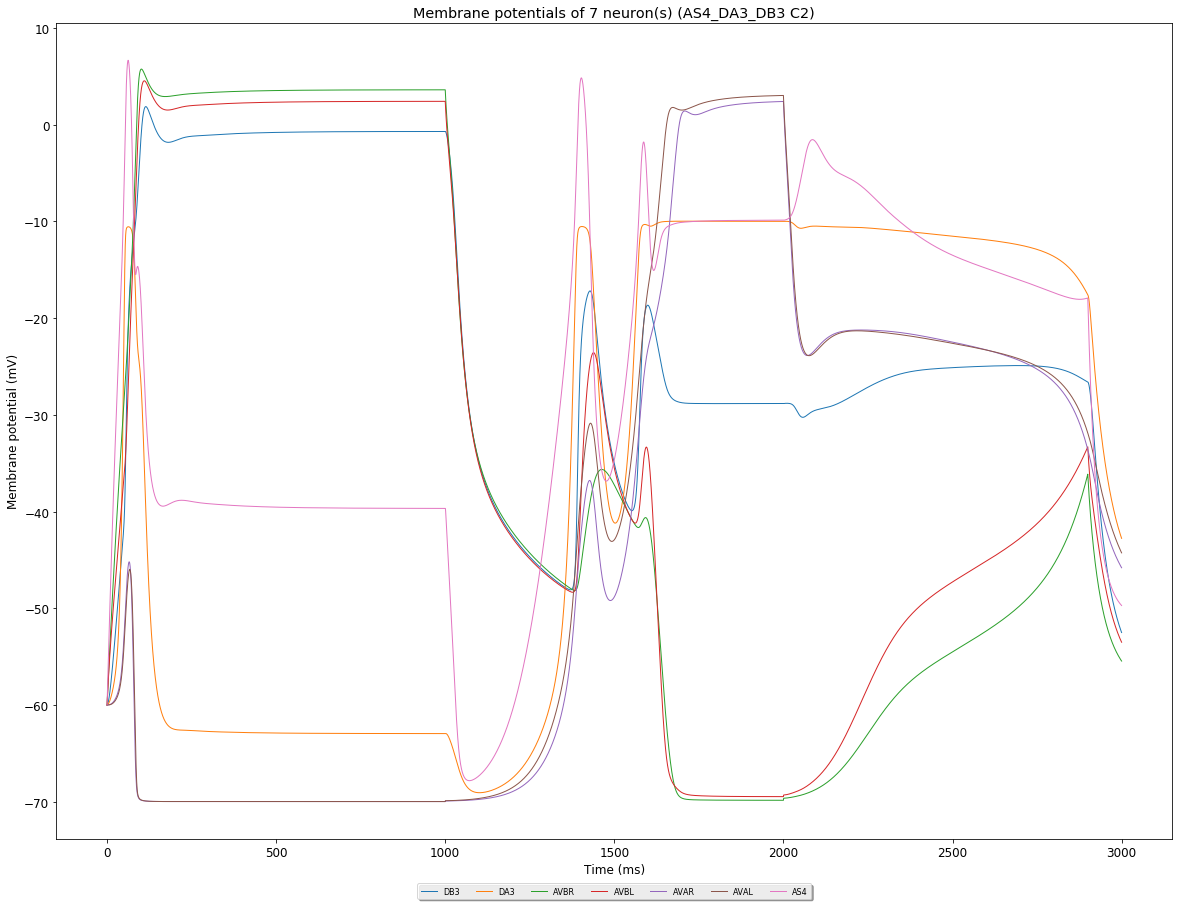 Membrane potentials of 7 neuron(s) (AS4_DA3_DB3 C2)
10
0
−10
−20
−30
−40
−50
−60
−70
Membrane potential (mV)
0 500 1000 1500 2000 2500 3000
Time (ms)
DB3 DA3 AVBR AVBL AVAR AVAL AS4